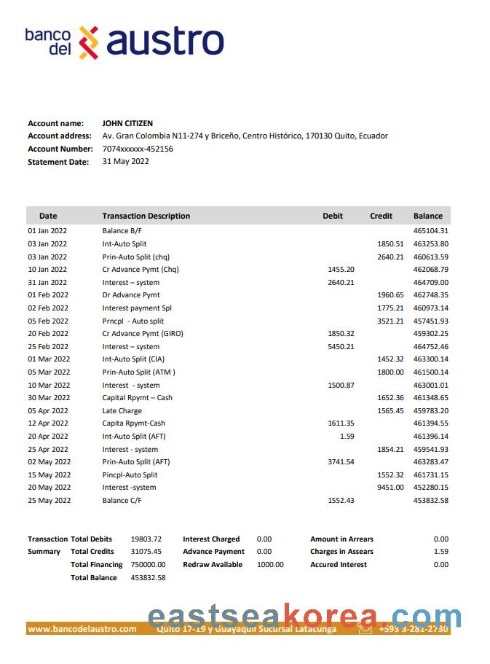 banco del austro
Account name: JOHN CITIZEN
Account address: Av. Gran Colombia N11-274 y Briceño, Centro Histórico, 170130 Quito, Ecuador
Account Number: 7074xxxxxx-452156
Statement Date: 31 May 2022
Date Transaction Description Debit Credit Balance
01 Jan 2022 Balance B/F 465104.31
03 Jan 2022 Int-Auto Split 1850.51 463253.80
03 Jan 2022 Prin-Auto Split (chq) 2640.21 460613.59
10 Jan 2022 Cr Advance Pymt (Chq) 1455.20 462068.79
31 Jan 2022 Interest – system 2640.21 464709.00
01 Feb 2022 Dr Advance Pymt 1960.65 462748.35
02 Feb 2022 Interest payment Spl 1775.21 460973.14
05 Feb 2022 Prncpl - Auto split 3521.21 457451.93
20 Feb 2022 Cr Advance Pymt (GIRO) 1850.32 459302.25
25 Feb 2022 Interest – system 5450.21 464752.46
01 Mar 2022 Int-Auto Split (CIA) 1452.32 463300.14
05 Mar 2022 Prin-Auto Split (ATM ) 1800.00 461500.14
10 Mar 2022 Interest - system 1500.87 463001.01
30 Mar 2022 Capital Rpymt – Cash 1652.36 461348.65
05 Apr 2022 Late Charge 1565.45 459783.20
12 Apr 2022 Capita Rpymt-Cash 1611.35 461394.55
20 Apr 2022 Int-Auto Split (AFT) 1.59 461396.14
25 Apr 2022 Interest - system 1854.21 459541.93
02 May 2022 Prin-Auto Split (AFT) 3741.54 463283.47
15 May 2022 Pincpl-Auto Split 1552.32 461731.15
20 May 2022 Interest -system 9451.00 452280.15
25 May 2022 Balance C/F 1552.43 453832.58
Transaction Total Debits 19803.72 Interest Charged 0.00 Amount in Arrears 0.00
Summary Total Credits 31075.45 Advance Payment 0.00 Charges in Assears 1.59
Total Financing 750000.00 Redraw Available 1000.00 Accured Interest 0.00
Total Balance 453832.58
eastseakorea.com
www.bancodelaustro.com Quito 17-19 y Guayaquil Sucursal Latacunga +593 3-281-2730